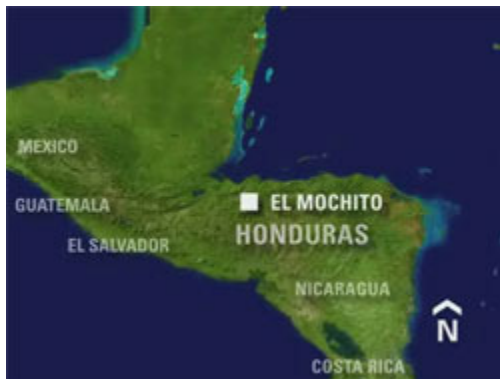 MEXICO
GUATEMALA
EL MOCHITO
HONDURAS
EL SALVADOR
NICARAGUA
N
COSTA RICA